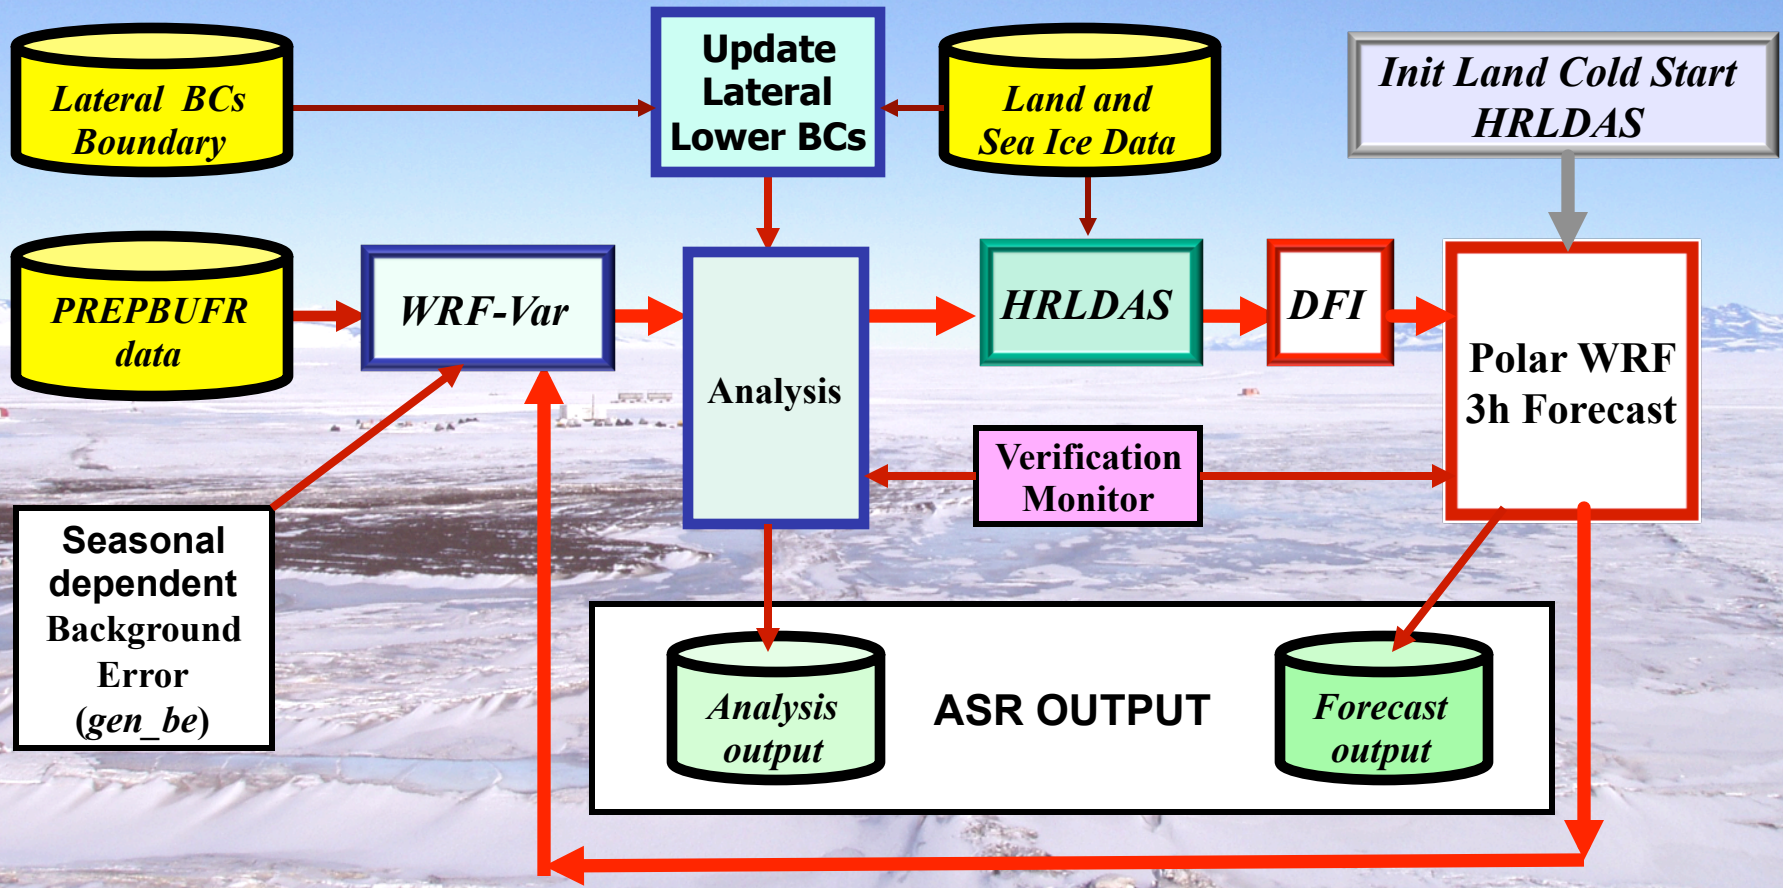 Lateral BCs
Boundary
Update
Lateral
Lower BCs
Land and
Sea Ice Data
Init Land Cold Start
HRLDAS
PREPBUFR
data
WRF-Var
Analysis
HRLDAS
DFI
Polar WRF
3h Forecast
Verification
Monitor
Seasonal
dependent
Background
Error
(gen_be)
Analysis
output
ASR OUTPUT
Forecast
output